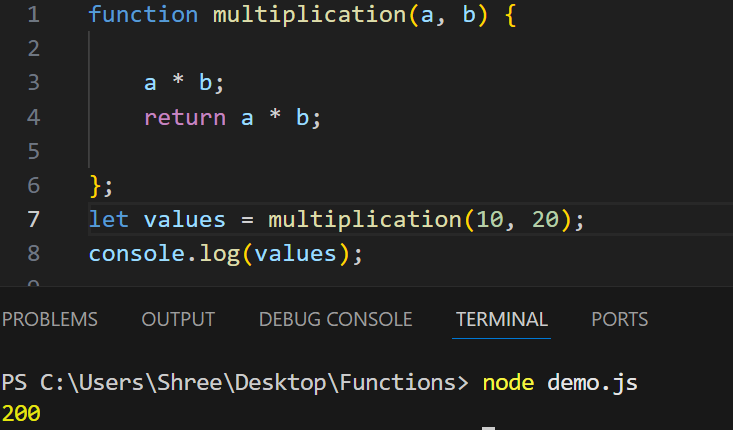 1 function multiplication(a, b) {
2
3 a * b;
4 return a * b;
5
6 };
7 let values = multiplication(10, 20);
8 console.log(values);
PROBLEMS OUTPUT DEBUG CONSOLE TERMINAL PORTS
PS C:\Users\Shree\Desktop\Functions> node demo.js
200